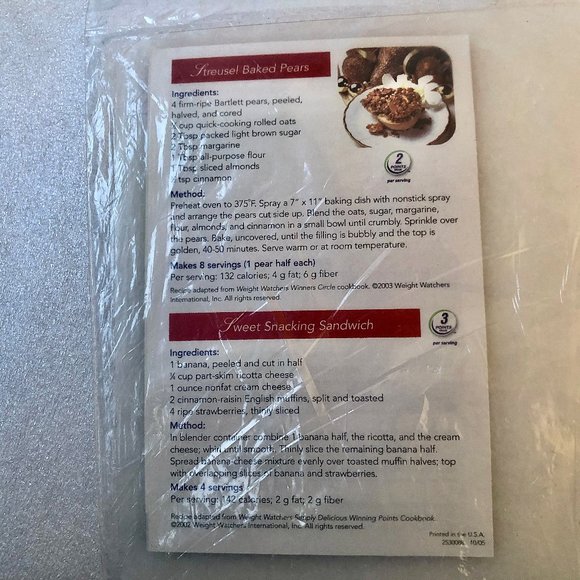 Streusel Baked Pears
Ingredients:
4 firm-ripe Bartlett pears, peeled,
halved, and cored
cup quick-cooking rolled oats
2 Tbsp packed light brown sugar
2 Tbsp margarine
1 Tbsp all-purpose flour
1 Tbsp sliced almonds
tsp cinnamon
2
POINTS
per serving
Method:
Preheat oven to 375°F. Spray a 7" x 11" baking dish with nonstick spray
and arrange the pears cut side up. Blend the oats, sugar, margarine,
flour, almonds, and cinnamon in a small bowl until crumbly. Sprinkle over
the pears. Bake, uncovered, until the filling is bubbly and the top is
golden, 40-50 minutes. Serve warm or at room temperature.
Makes 8 servings (1 pear half each)
Per serving: 132 calories; 4 g fat; 6 g fiber
Recipe adapted from Weight Watchers Winners Circle cookbook. ©2003 Weight Watchers
International, Inc. All rights reserved.
Sweet Snacking Sandwich
3
POINTS
per serving
Ingredients:
1 banana, peeled and cut in half
¼ cup part-skim ricotta cheese
1 ounce nonfat cream cheese
2 cinnamon-raisin English muffins, split and toasted
4 ripe strawberries, thinly sliced
Method:
In blender container combine 1 banana half, the ricotta, and the cream
cheese; whirl until smooth. Thinly slice the remaining banana half.
Spread banana-cheese mixture evenly over toasted muffin halves; top
with overlapping slices of banana and strawberries.
Makes 4 servings
Per serving: 142 calories; 2 g fat; 2 g fiber
Recipe adapted from Weight Watchers Simply Delicious Winning Points Cookbook.
©2002 Weight Watchers International, Inc. All rights reserved.
Printed in the U.S.A.
10/05